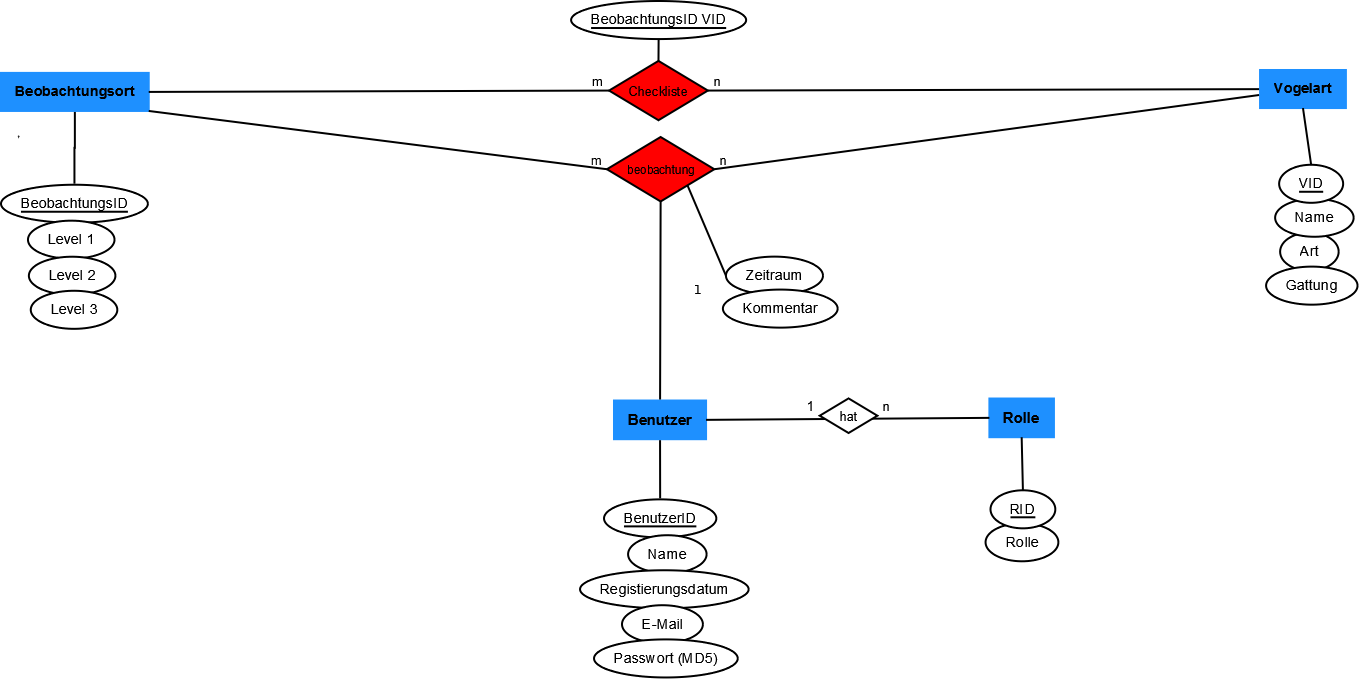 BeobachtungsID VID
m
n
Beobachtungsort
Checkliste
Vogelart
m
n
beobachtung
BeobachtungsID
Level 1
Level 2
Level 3
VID
Name
Art
Gattung
Zeitraum
Kommentar
1
1
n
Benutzer
hat
Rolle
BenutzerID
Name
Registierungsdatum
E-Mail
Passwort (MD5)
RID
Rolle